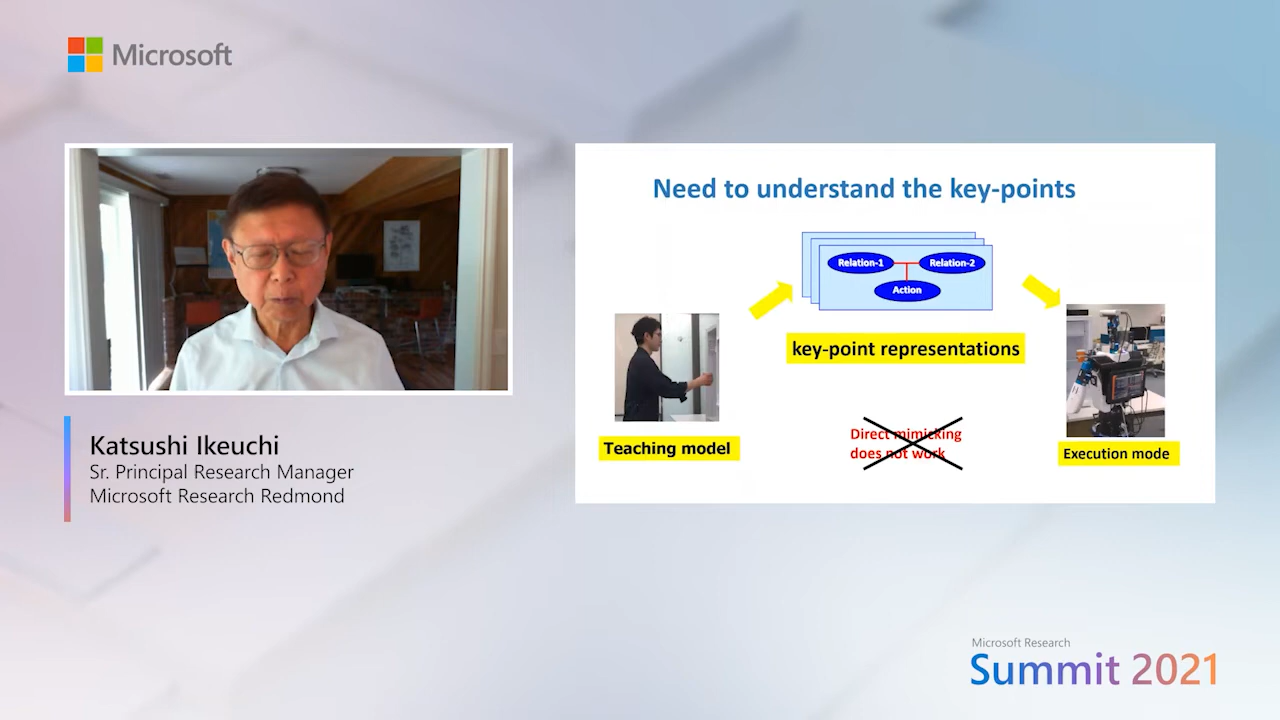 Microsoft
Need to understand the key-points
Relation-1
Relation-2
Action
key-point representations
Teaching model
Direct mimicking
does not work
Execution mode
Katsushi Ikeuchi
Sr. Principal Research Manager
Microsoft Research Redmond
Microsoft Research
Summit 2021